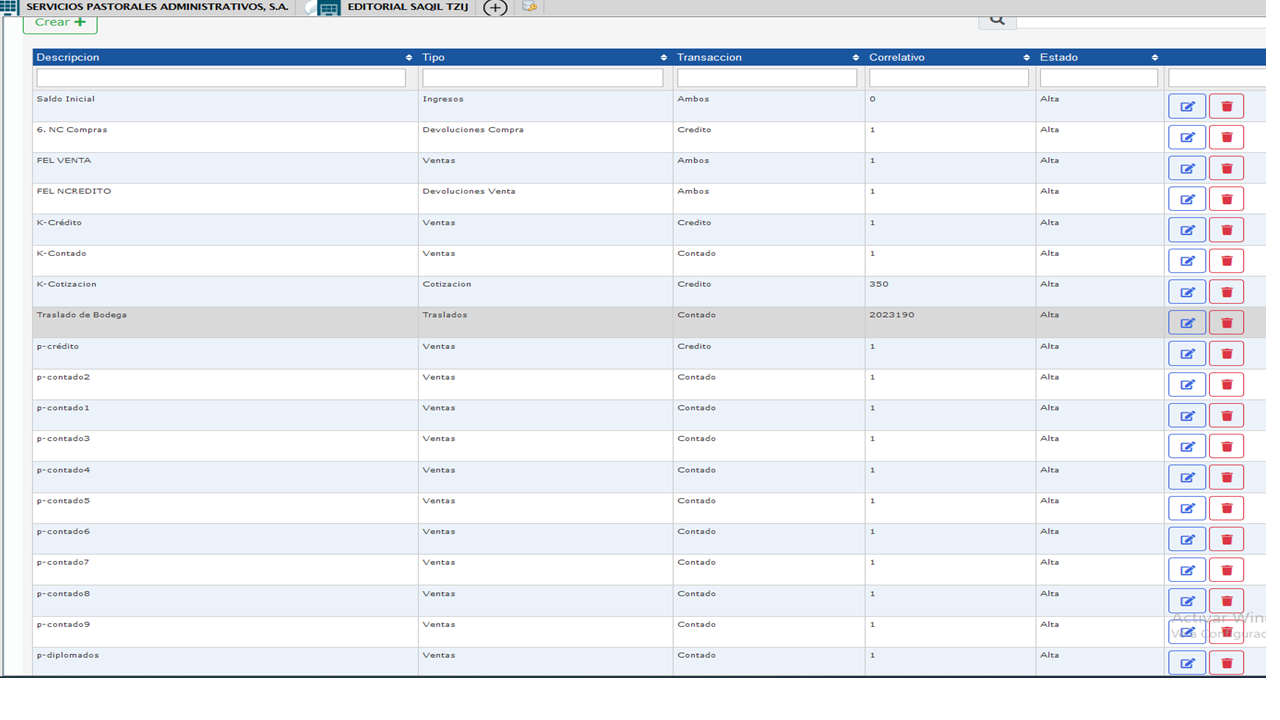 SERVICIOS PASTORALES ADMINISTRATIVOS, S.A. EDITORIAL SAQIL TZIJ
Crear
Descripcion Tipo Transaccion Correlativo Estado
Saldo Inicial Ingresos Ambos 0 Alta
6. NC Compras Devoluciones Compra Credito 1 Alta
FEL VENTA Ventas Ambos 1 Alta
FEL NCREDITO Devoluciones Venta Ambos 1 Alta
K-Crédito Ventas Credito 1 Alta
K-Contado Ventas Contado 1 Alta
K-Cotizacion Cotizacion Credito 350 Alta
Traslado de Bodega Traslados Contado 2023190 Alta
p-crédito Ventas Credito 1 Alta
p-contado2 Ventas Contado 1 Alta
p-contado1 Ventas Contado 1 Alta
p-contado3 Ventas Contado 1 Alta
p-contado4 Ventas Contado 1 Alta
p-contado5 Ventas Contado 1 Alta
p-contado6 Ventas Contado 1 Alta
p-contado7 Ventas Contado 1 Alta
p-contado8 Ventas Contado 1 Alta
Activar Win
p-contado9 Ventas Contado 1 Alta
p-diplomados Ventas Contado 1 Alta